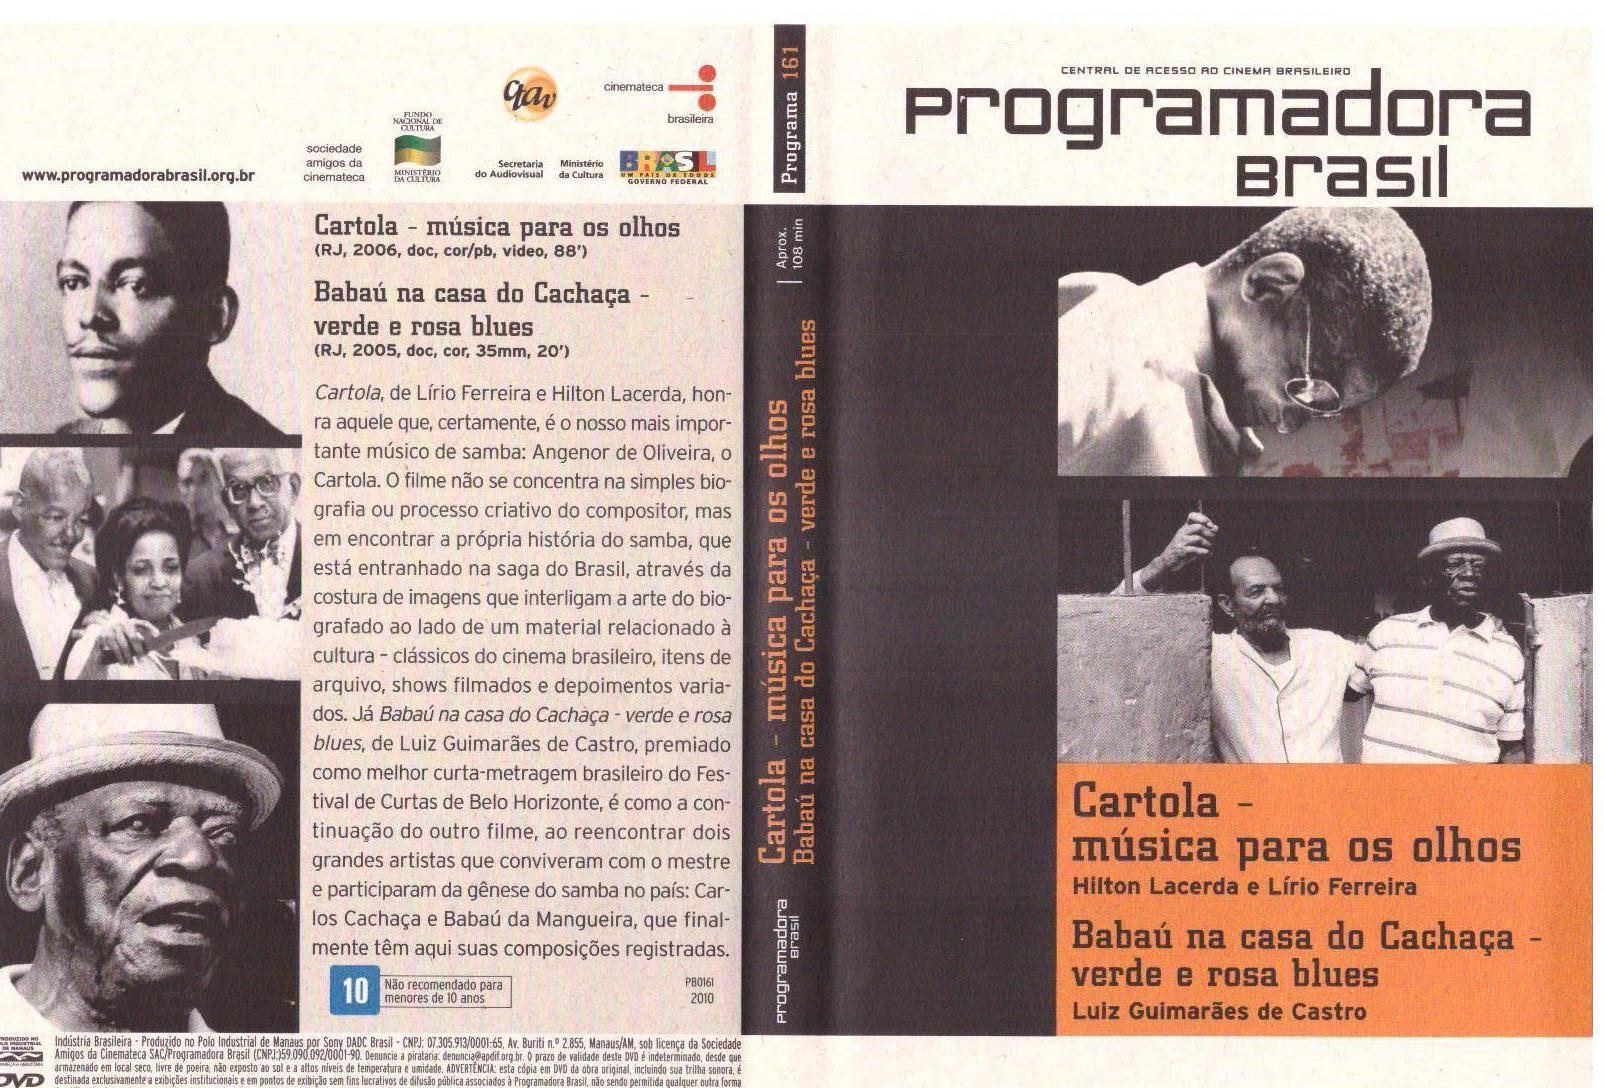 www.programadorabrasil.org.br
sociedade
amigos da
cinemateca
FUNDO
NACIONAL DE
CULTURA
MINISTÉRIO
DA CULTURA
qav
Secretaria
do Audiovisual
Ministério
da Cultura
cinemateca
brasileira
BRASIL
UM PAÍS DE TODOS
GOVERNO FEDERAL
Cartola - música para os olhos
(RJ, 2006, doc, cor/pb, video, 88')
Babaú na casa do Cachaça -
verde e rosa blues
(RJ, 2005, doc, cor, 35mm, 20')
Cartola, de Lírio Ferreira e Hilton Lacerda, hon-
ra aquele que, certamente, é o nosso mais impor-
tante músico de samba: Angenor de Oliveira, o
Cartola. O filme não se concentra na simples bio-
grafia ou processo criativo do compositor, mas
em encontrar a própria história do samba, que
está entranhado na saga do Brasil, através da
costura de imagens que interligam a arte do bio-
grafado ao lado de um material relacionado à
cultura - clássicos do cinema brasileiro, itens de
arquivo, shows filmados e depoimentos varia-
dos. Já Babaú na casa do Cachaça - verde e rosa
blues, de Luiz Guimarães de Castro, premiado
como melhor curta-metragem brasileiro do Fes-
tival de Curtas de Belo Horizonte, é como a con-
tinuação do outro filme, ao reencontrar dois
grandes artistas que conviveram com o mestre
e participaram da gênese do samba no país: Car-
los Cachaça e Babaú da Mangueira, que final-
mente têm aqui suas composições registradas.
10
Não recomendado para
menores de 10 anos
PB0161
2010
PRODUZIDO NO
POLO INDUSTRIAL
DE MANAUS
CONHEÇA A AMAZÔNIA
DVD
Indústria Brasileira - Produzido no Polo Industrial de Manaus por Sony DADC Brasil - CNPJ: 07.305.913/0001-65, Av. Buriti n.º 2.855, Manaus/AM, sob licença da Sociedade
Amigos da Cinemateca SAC/Programadora Brasil (CNPJ:)59.090.092/0001-90. Denuncie a pirataria: denuncia@apdif.org.br. O prazo de validade deste DVD é indeterminado, desde que
armazenado em local seco, livre de poeira, não exposto ao sol e a altos níveis de temperatura e umidade. ADVERTÊNCIA: esta cópia em DVD da obra original, incluindo sua trilha sonora, é
destinada exclusivamente a exibições institucionais e em pontos de exibição sem fins lucrativos de difusão pública associados à Programadora Brasil, não sendo permitida qualquer outra forma
Programa 161
Aprox.
108 min
Cartola - música para os olhos
Babaú na casa do Cachaça - verde e rosa blues
programadora
Brasil
CENTRAL DE ACESSO AO CINEMA BRASILEIRO
programadora
Brasil
Cartola -
música para os olhos
Hilton Lacerda e Lírio Ferreira
Babaú na casa do Cachaça -
verde e rosa blues
Luiz Guimarães de Castro